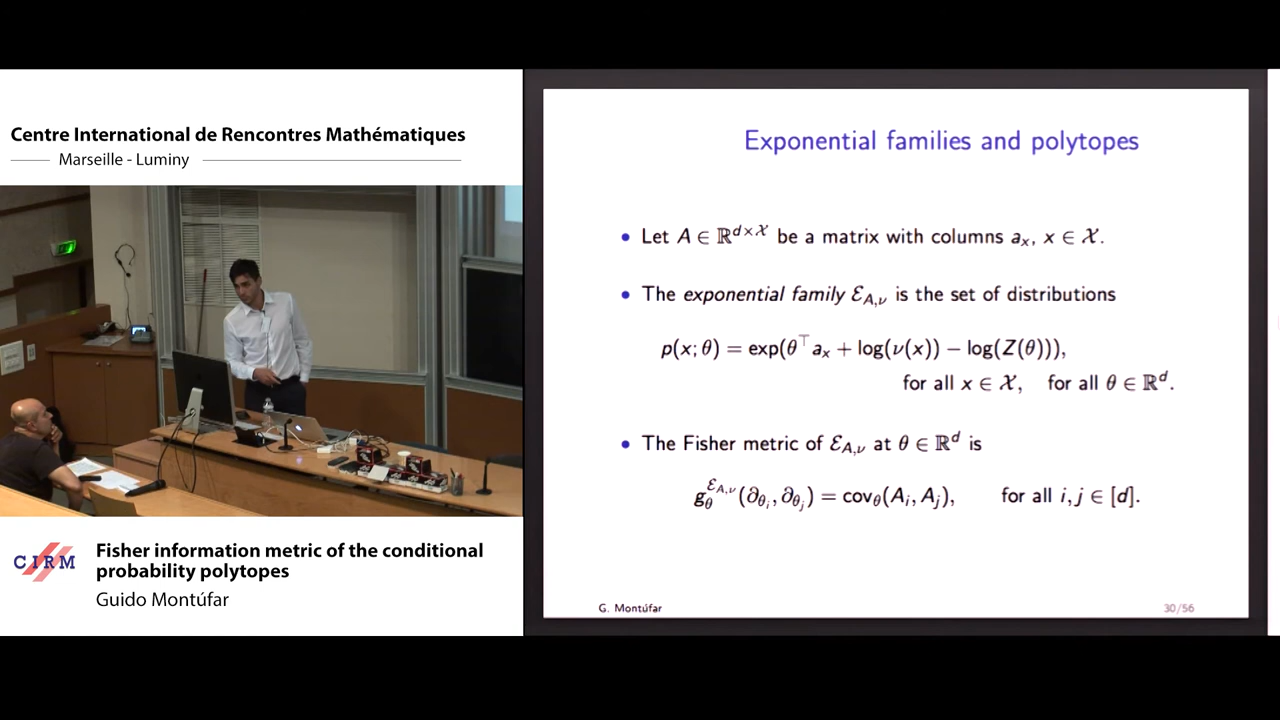 Centre International de Rencontres Mathématiques
Marseille - Luminy
CIRM
Fisher information metric of the conditional
probability polytopes
Guido Montúfar
Exponential families and polytopes
• Let A ∈ ℝ^{d×𝒳} be a matrix with columns a_x, x ∈ 𝒳.
• The exponential family ℰ_{A,ν} is the set of distributions
p(x; θ) = exp(θ^⊤ a_x + log(ν(x)) − log(Z(θ))),
for all x ∈ 𝒳, for all θ ∈ ℝ^d.
• The Fisher metric of ℰ_{A,ν} at θ ∈ ℝ^d is
g_θ^{ℰ_{A,ν}}(∂_{θ_i}, ∂_{θ_j}) = cov_θ(A_i, A_j), for all i, j ∈ [d].
G. Montúfar
30/56